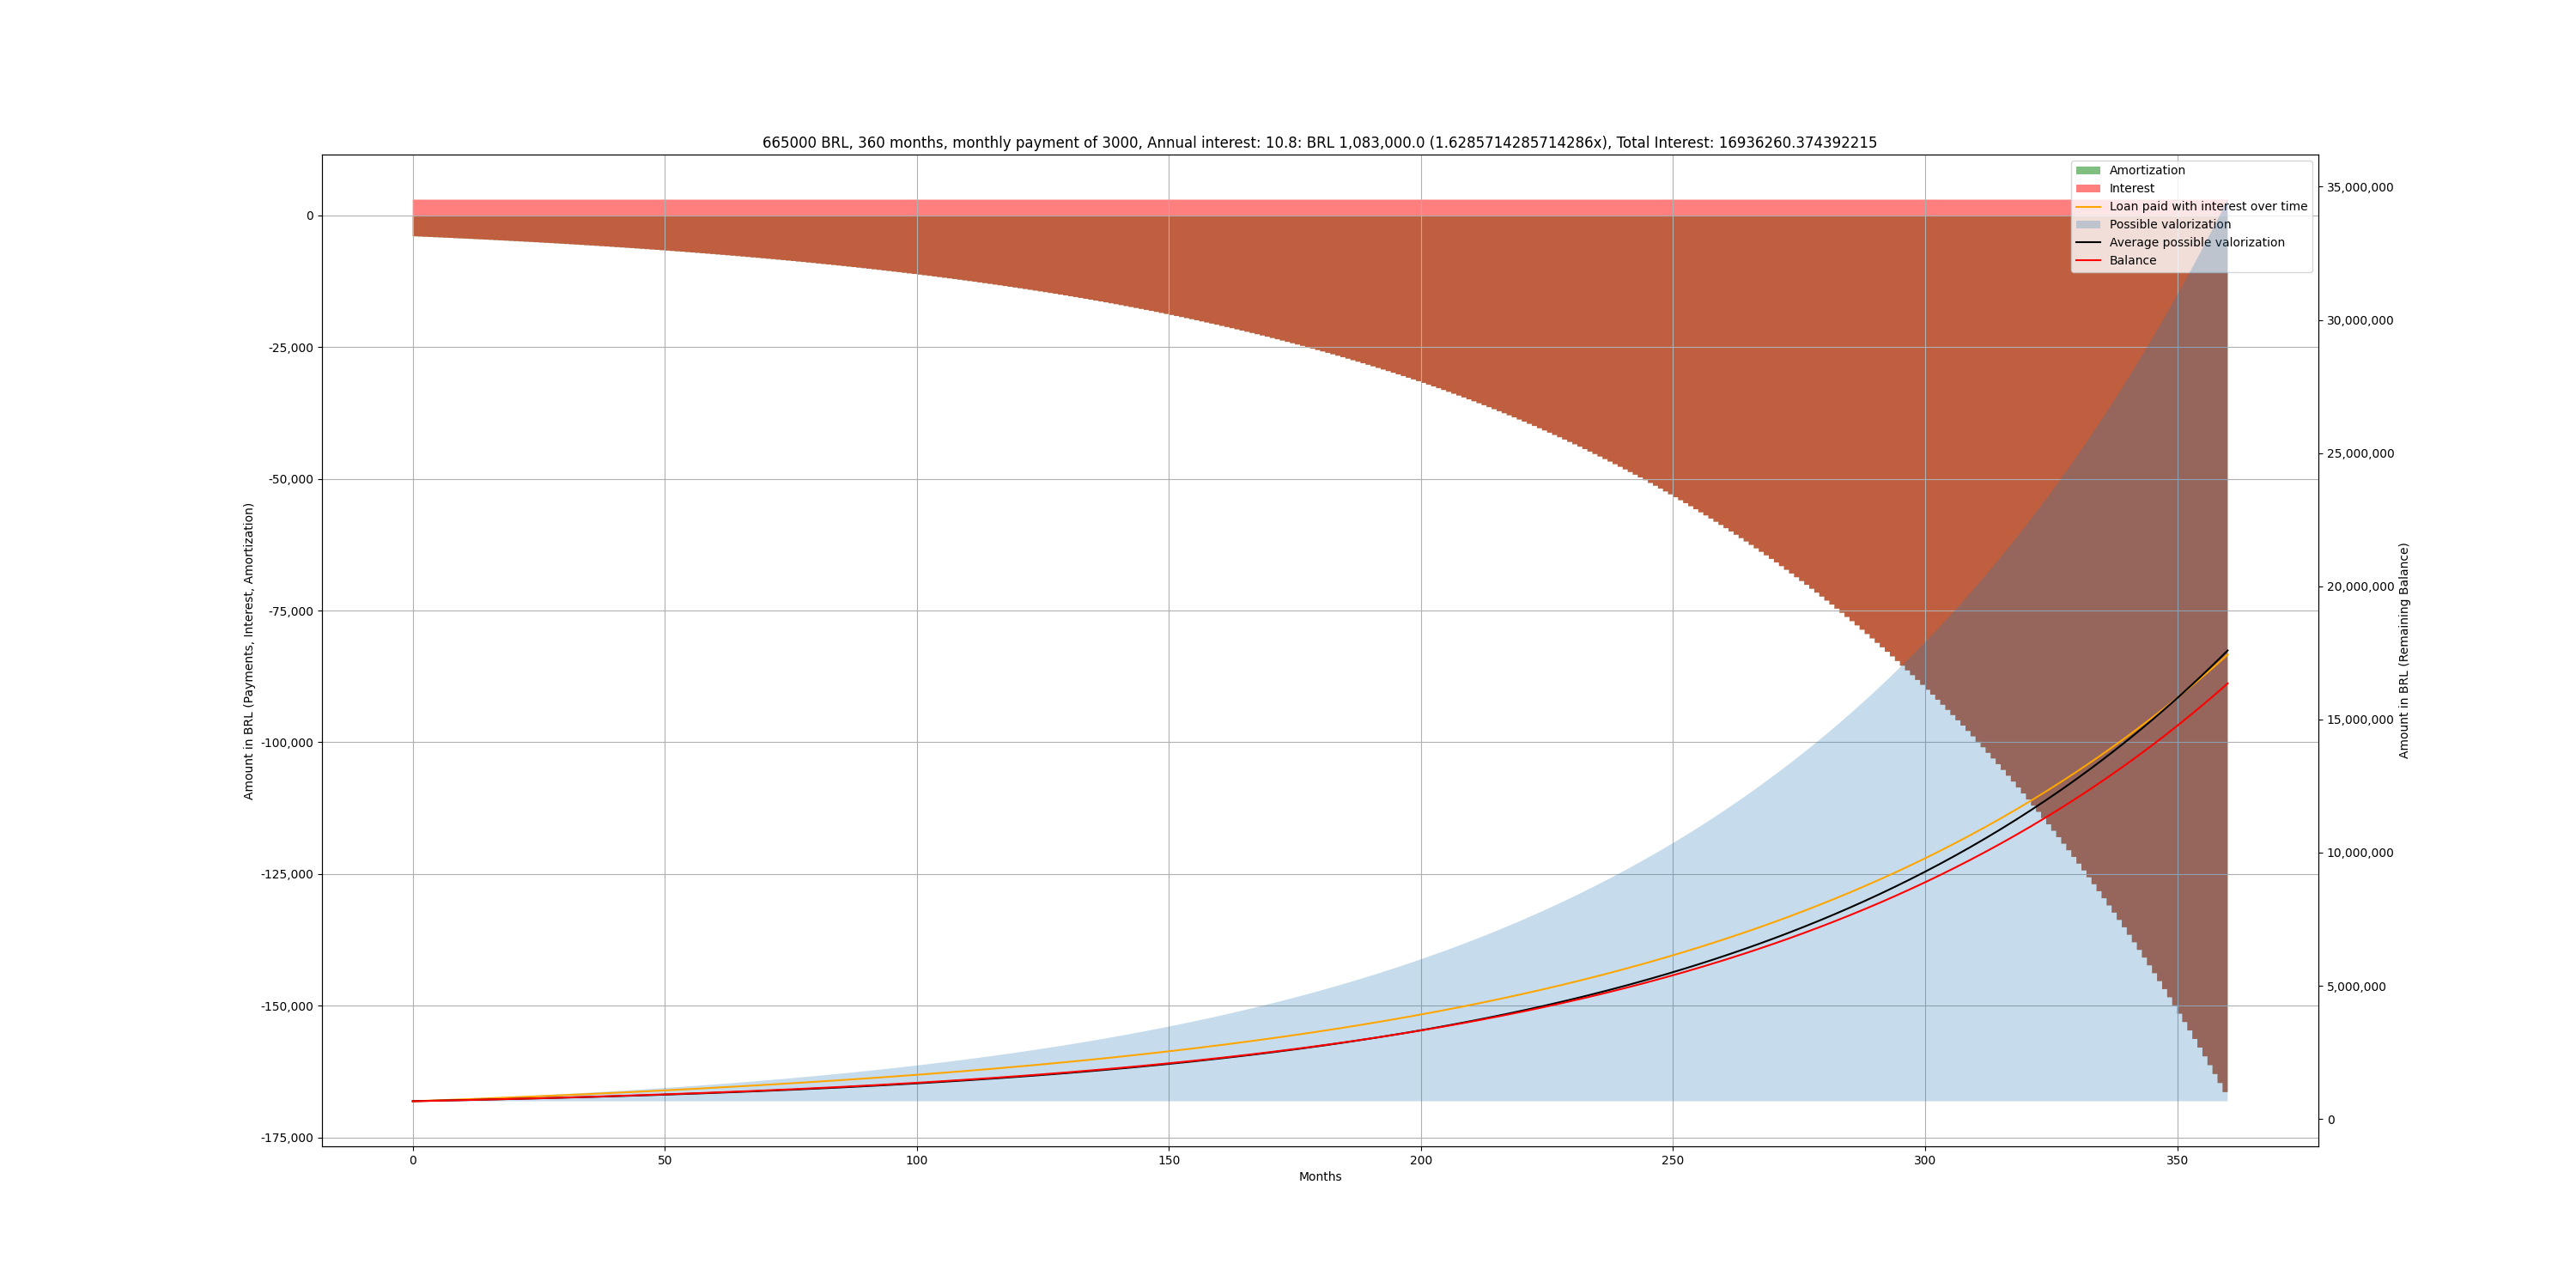 665000 BRL, 360 months, monthly payment of 3000, Annual interest: 10.8: BRL 1,083,000.0 (1.6285714285714286x), Total Interest: 16936260.374392215
Amortization
Interest
Loan paid with interest over time
Possible valorization
Average possible valorization
Balance
0
-25,000
-50,000
-75,000
-100,000
-125,000
-150,000
-175,000
Amount in BRL (Payments, Interest, Amortization)
35,000,000
30,000,000
25,000,000
20,000,000
15,000,000
10,000,000
5,000,000
0
Amount in BRL (Remaining Balance)
0 50 100 150 200 250 300 350
Months